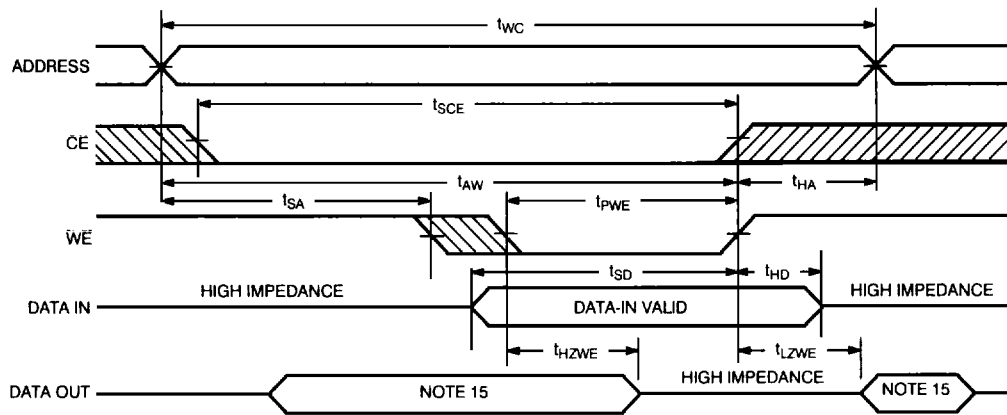 tWC
ADDRESS
tSCE
CE
tAW
tHA
tSA
tPWE
WE
tSD
tHD
HIGH IMPEDANCE
HIGH IMPEDANCE
DATA IN
DATA-IN VALID
tHZWE
tLZWE
HIGH IMPEDANCE
DATA OUT
NOTE 15
NOTE 15